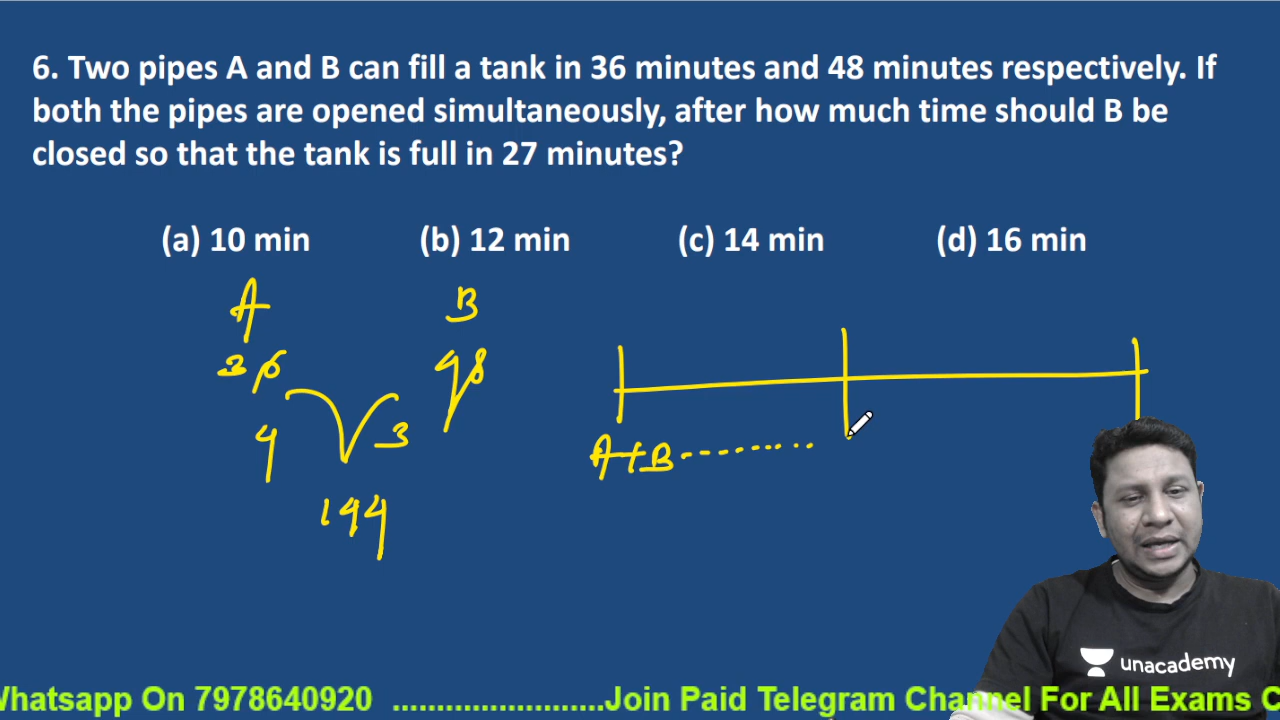 6. Two pipes A and B can fill a tank in 36 minutes and 48 minutes respectively. If
both the pipes are opened simultaneously, after how much time should B be
closed so that the tank is full in 27 minutes?
(a) 10 min (b) 12 min (c) 14 min (d) 16 min
A B
36 48
4 3
144
A+B
unacademy
Whatsapp On 7978640920 ........................Join Paid Telegram Channel For All Exams C